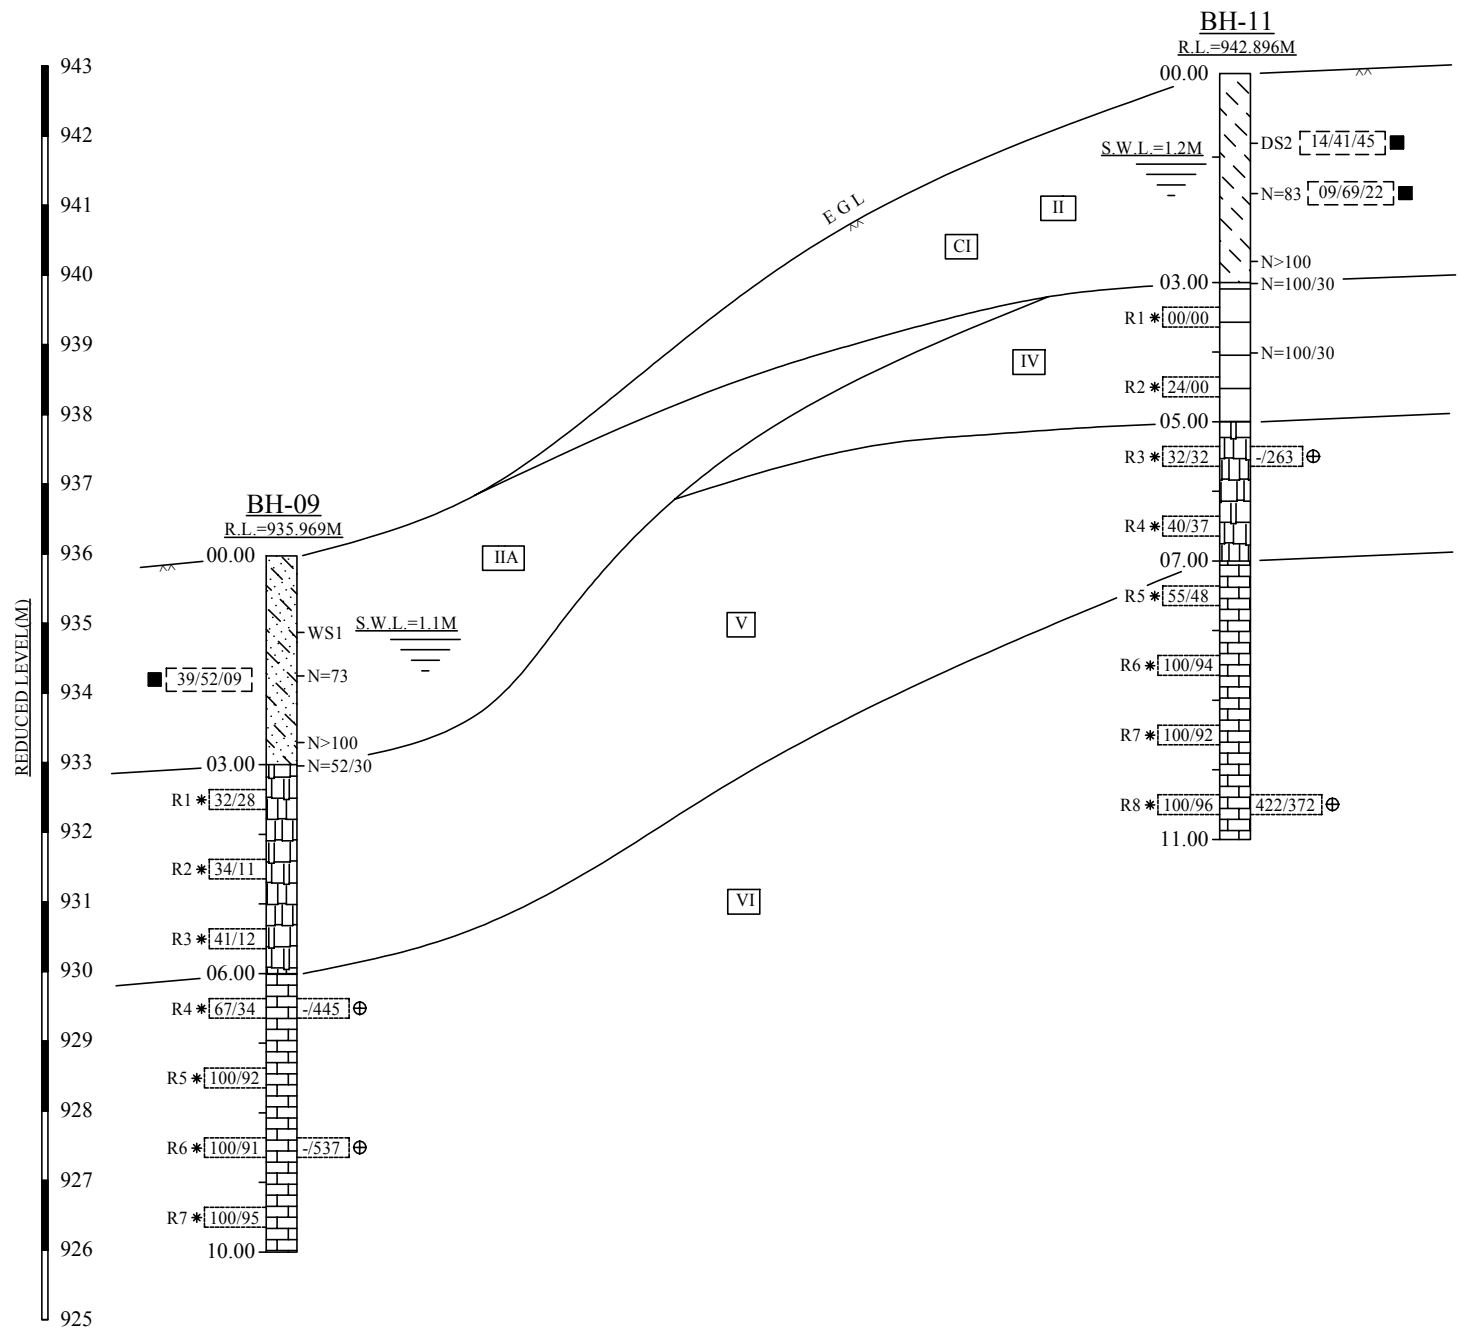 BH-11
R.L.=942.896M
943
942
941
940
939
938
937
936
935
934
933
932
931
930
929
928
927
926
925
REDUCED LEVEL(M)
00.00
S.W.L.=1.2M
DS2 14/41/45
N=83 09/69/22
N>100
03.00 N=100/30
R1 00/00
N=100/30
R2 24/00
05.00
R3 32/32 -/263
R4 40/37
07.00
R5 55/48
R6 100/94
R7 100/92
R8 100/96 422/372
11.00
E G L
II
CI
IV
IIA
V
VI
BH-09
R.L.=935.969M
00.00
WS1 S.W.L.=1.1M
39/52/09 N=73
N>100
03.00 N=52/30
R1 32/28
R2 34/11
R3 41/12
06.00
R4 67/34 -/445
R5 100/92
R6 100/91 -/537
R7 100/95
10.00